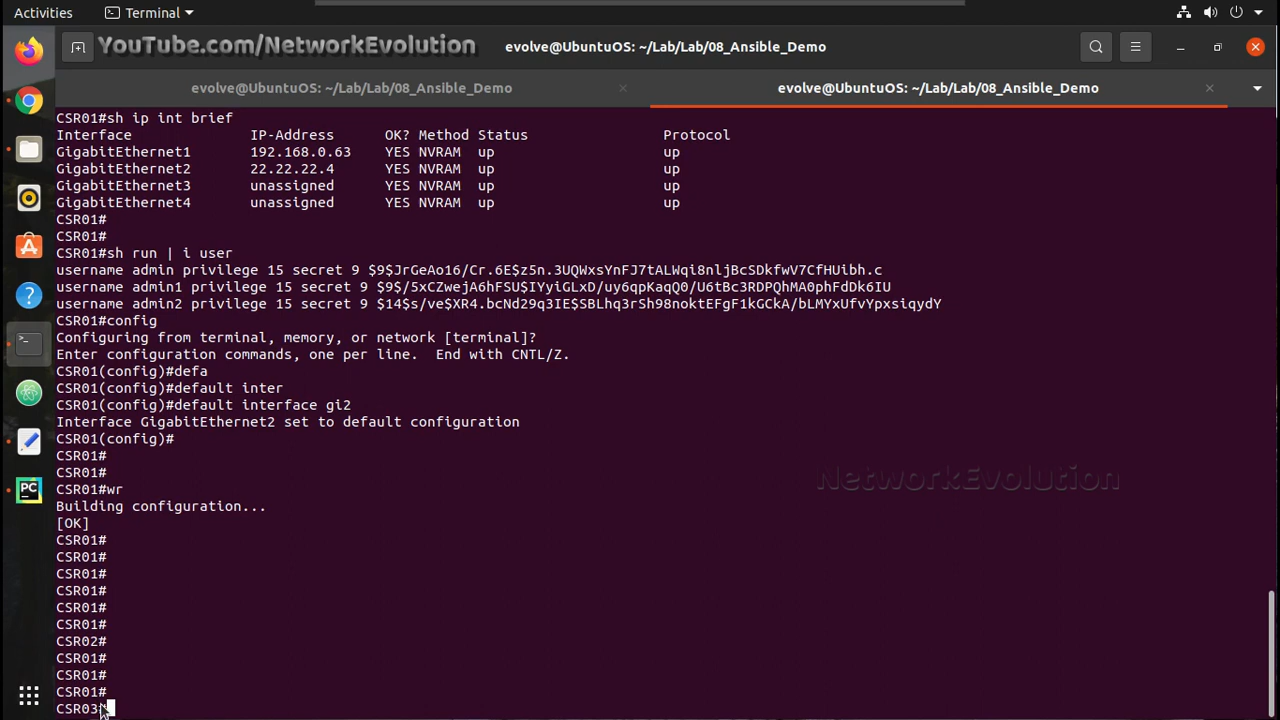 Activities
Terminal
YouTube.com/NetworkEvolution
evolve@UbuntuOS: ~/Lab/Lab/08_Ansible_Demo
evolve@UbuntuOS: ~/Lab/Lab/08_Ansible_Demo
evolve@UbuntuOS: ~/Lab/Lab/08_Ansible_Demo
CSR01#sh ip int brief
Interface IP-Address OK? Method Status Protocol
GigabitEthernet1 192.168.0.63 YES NVRAM up up
GigabitEthernet2 22.22.22.4 YES NVRAM up up
GigabitEthernet3 unassigned YES NVRAM up up
GigabitEthernet4 unassigned YES NVRAM up up
CSR01#
CSR01#
CSR01#sh run | i user
username admin privilege 15 secret 9 $9$JrGeAo16/Cr.6E$z5n.3UQWxsYnFJ7tALWqi8nljBcSDkfwV7CfHUibh.c
username admin1 privilege 15 secret 9 $9$/5xCZwejA6hFSU$IYyiGLxD/uy6qpKaqQ0/U6tBc3RDPQhMA0phFdDk6IU
username admin2 privilege 15 secret 9 $14$s/ve$XR4.bcNd29q3IE$SBLhq3rSh98noktEFgF1kGCkA/bLMYxUfvYpxsiqydY
CSR01#config
Configuring from terminal, memory, or network [terminal]?
Enter configuration commands, one per line.  End with CNTL/Z.
CSR01(config)#defa
CSR01(config)#default inter
CSR01(config)#default interface gi2
Interface GigabitEthernet2 set to default configuration
CSR01(config)#
CSR01#
CSR01#
CSR01#wr
Building configuration...
[OK]
CSR01#
CSR01#
CSR01#
CSR01#
CSR01#
CSR01#
CSR02#
CSR01#
CSR01#
CSR01#
CSR03#
NetworkEvolution
PC